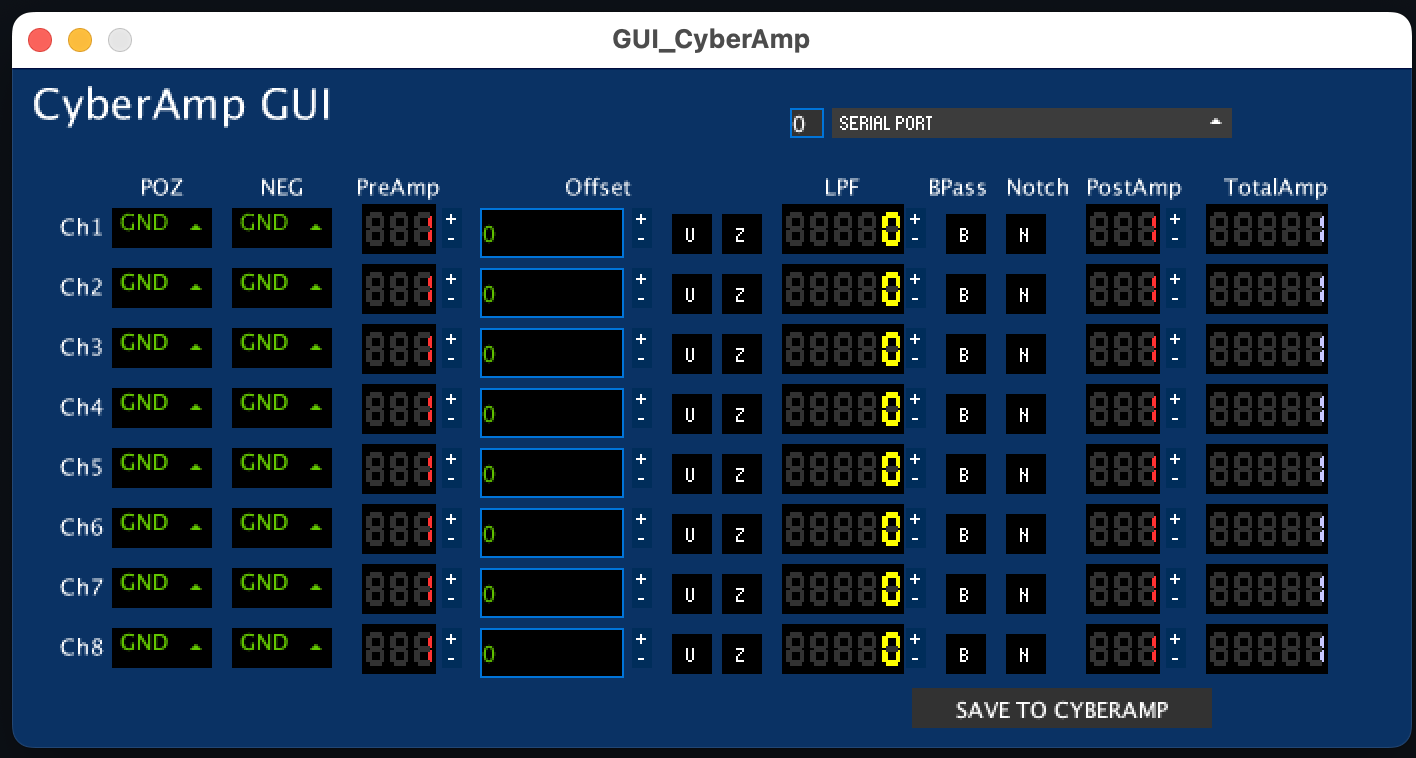 GUI_CyberAmp
CyberAmp GUI
0 SERIAL PORT
POZ NEG PreAmp Offset LPF BPass Notch PostAmp TotalAmp
Ch1 GND GND 1 + - 0 + - U Z 0 + - B N 1 + - 1
Ch2 GND GND 1 + - 0 + - U Z 0 + - B N 1 + - 1
Ch3 GND GND 1 + - 0 + - U Z 0 + - B N 1 + - 1
Ch4 GND GND 1 + - 0 + - U Z 0 + - B N 1 + - 1
Ch5 GND GND 1 + - 0 + - U Z 0 + - B N 1 + - 1
Ch6 GND GND 1 + - 0 + - U Z 0 + - B N 1 + - 1
Ch7 GND GND 1 + - 0 + - U Z 0 + - B N 1 + - 1
Ch8 GND GND 1 + - 0 + - U Z 0 + - B N 1 + - 1
SAVE TO CYBERAMP